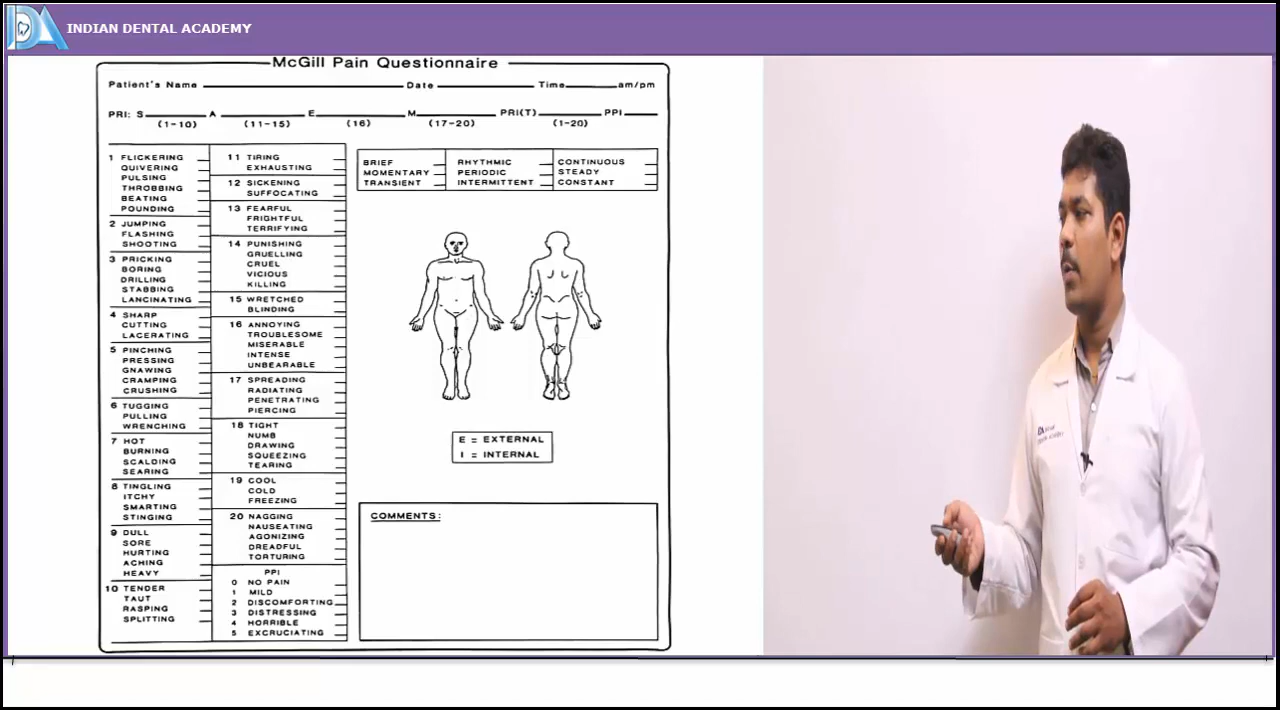 INDIAN DENTAL ACADEMY
McGill Pain Questionnaire
Patient's Name Date Time am/pm
PRI: S A E M PRI(T) PPI
(1-10) (11-15) (16) (17-20) (1-20)
1 FLICKERING
QUIVERING
PULSING
THROBBING
BEATING
POUNDING
2 JUMPING
FLASHING
SHOOTING
3 PRICKING
BORING
DRILLING
STABBING
LANCINATING
4 SHARP
CUTTING
LACERATING
5 PINCHING
PRESSING
GNAWING
CRAMPING
CRUSHING
6 TUGGING
PULLING
WRENCHING
7 HOT
BURNING
SCALDING
SEARING
8 TINGLING
ITCHY
SMARTING
STINGING
9 DULL
SORE
HURTING
ACHING
HEAVY
10 TENDER
TAUT
RASPING
SPLITTING
11 TIRING
EXHAUSTING
12 SICKENING
SUFFOCATING
13 FEARFUL
FRIGHTFUL
TERRIFYING
14 PUNISHING
GRUELLING
CRUEL
VICIOUS
KILLING
15 WRETCHED
BLINDING
16 ANNOYING
TROUBLESOME
MISERABLE
INTENSE
UNBEARABLE
17 SPREADING
RADIATING
PENETRATING
PIERCING
18 TIGHT
NUMB
DRAWING
SQUEEZING
TEARING
19 COOL
COLD
FREEZING
20 NAGGING
NAUSEATING
AGONIZING
DREADFUL
TORTURING
PPI
0 NO PAIN
1 MILD
2 DISCOMFORTING
3 DISTRESSING
4 HORRIBLE
5 EXCRUCIATING
BRIEF
MOMENTARY
TRANSIENT
RHYTHMIC
PERIODIC
INTERMITTENT
CONTINUOUS
STEADY
CONSTANT
E = EXTERNAL
I = INTERNAL
COMMENTS: